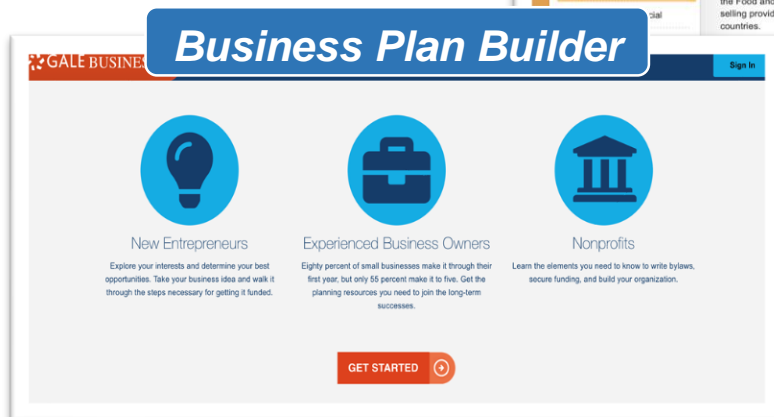 the Food and
selling provid
countries.
cial
Business Plan Builder
GALE BUSINES
Sign In
New Entrepreneurs
Explore your interests and determine your best
opportunities. Take your business idea and walk it
through the steps necessary for getting it funded.
Experienced Business Owners
Eighty percent of small businesses make it through their
first year, but only 55 percent make it to five. Get the
planning resources you need to join the long-term
successes.
Nonprofits
Learn the elements you need to know to write bylaws,
secure funding, and build your organization.
GET STARTED